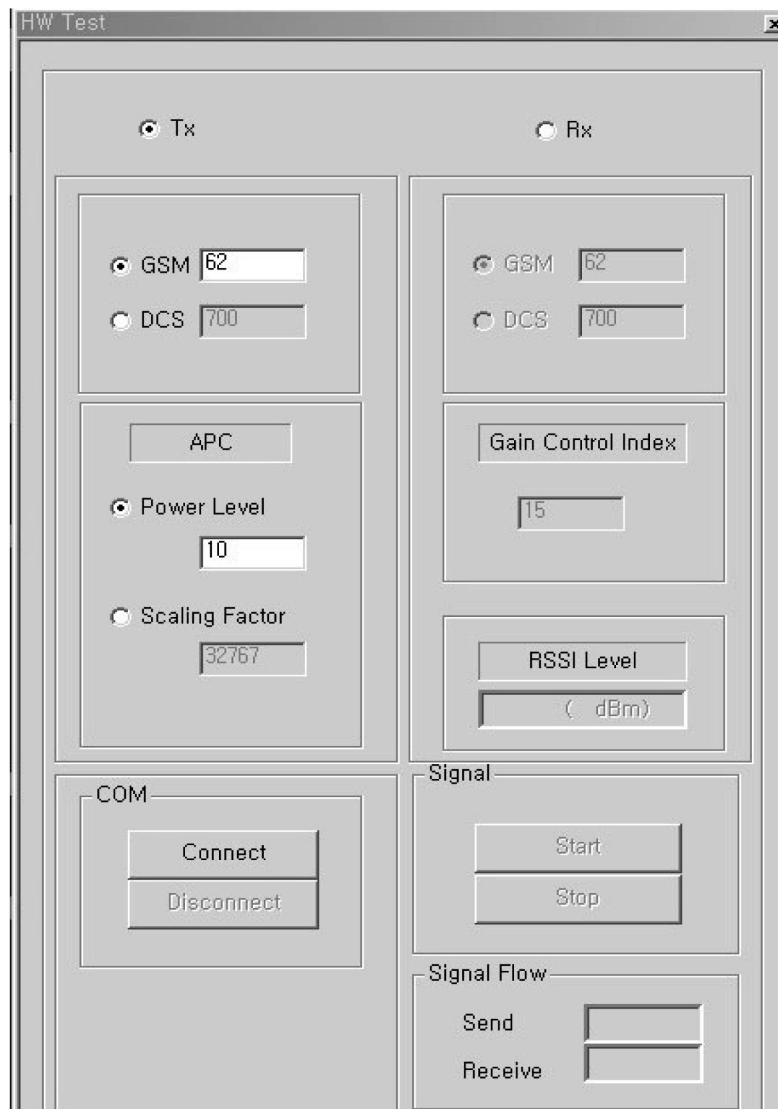 HW Test
Tx
Rx
GSM 62
DCS 700
APC
Power Level
10
Scaling Factor
32767
GSM 62
DCS 700
Gain Control Index
15
RSSI Level
( dBm)
COM
Connect
Disconnect
Signal
Start
Stop
Signal Flow
Send
Receive